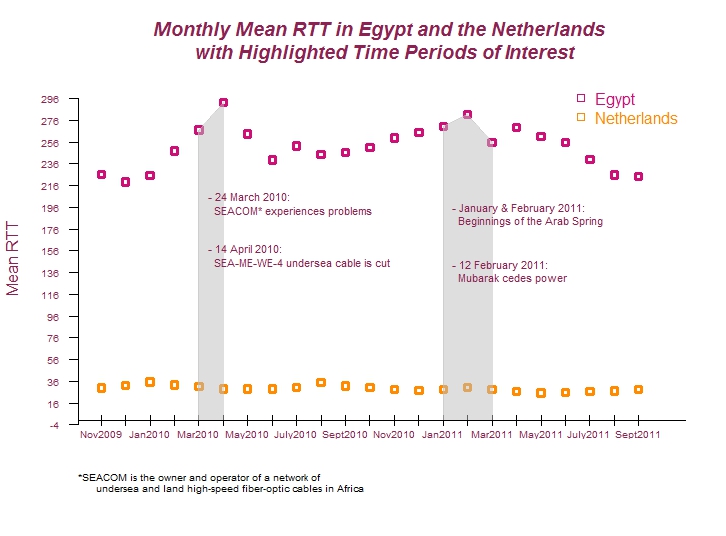 Monthly Mean RTT in Egypt and the Netherlands
with Highlighted Time Periods of Interest
Egypt
Netherlands
Mean RTT
296
276
256
236
216
196
176
156
136
116
96
76
56
36
16
-4
- 24 March 2010:
SEACOM* experiences problems
- 14 April 2010:
SEA-ME-WE-4 undersea cable is cut
- January & February 2011:
Beginnings of the Arab Spring
- 12 February 2011:
Mubarak cedes power
Nov2009 Jan2010 Mar2010 May2010 July2010 Sept2010 Nov2010 Jan2011 Mar2011 May2011 July2011 Sept2011
*SEACOM is the owner and operator of a network of
undersea and land high-speed fiber-optic cables in Africa